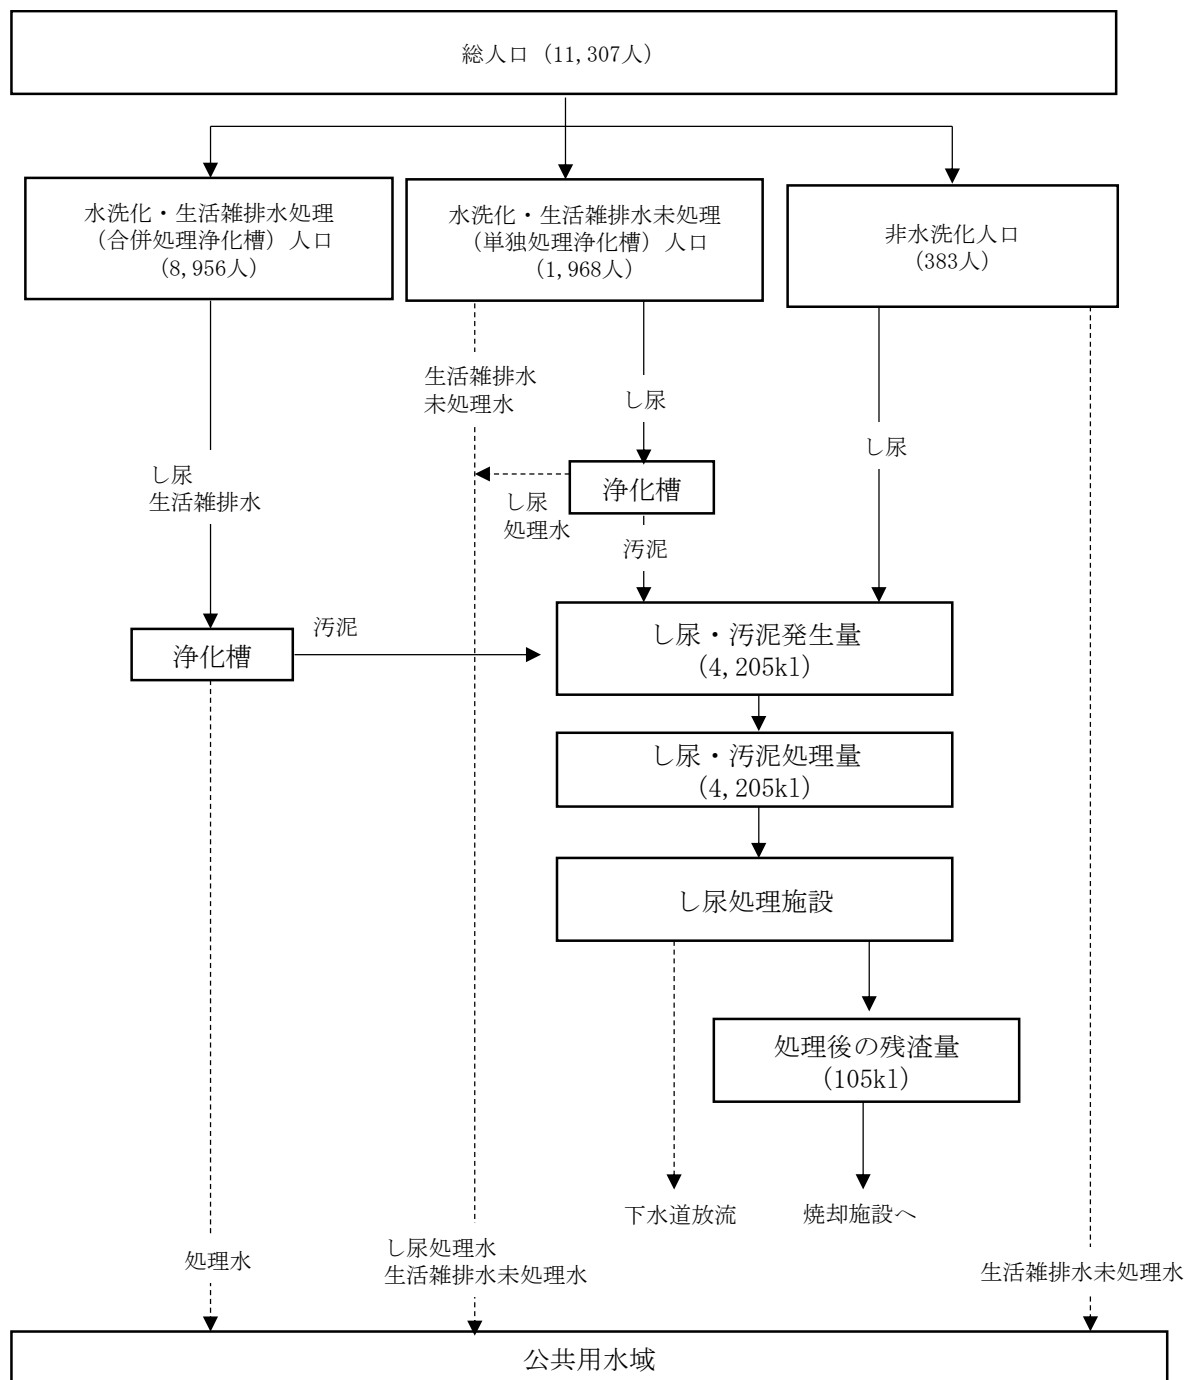 総人口（11,307人）
水洗化・生活雑排水処理
（合併処理浄化槽）人口
（8,956人）
水洗化・生活雑排水未処理
（単独処理浄化槽）人口
（1,968人）
非水洗化人口
（383人）
生活雑排水
未処理水
し尿
し尿
し尿
生活雑排水
浄化槽
し尿
処理水
汚泥
汚泥
浄化槽
し尿・汚泥発生量
（4,205kl）
し尿・汚泥処理量
（4,205kl）
し尿処理施設
処理後の残渣量
（105kl）
下水道放流
焼却施設へ
処理水
し尿処理水
生活雑排水未処理水
生活雑排水未処理水
公共用水域